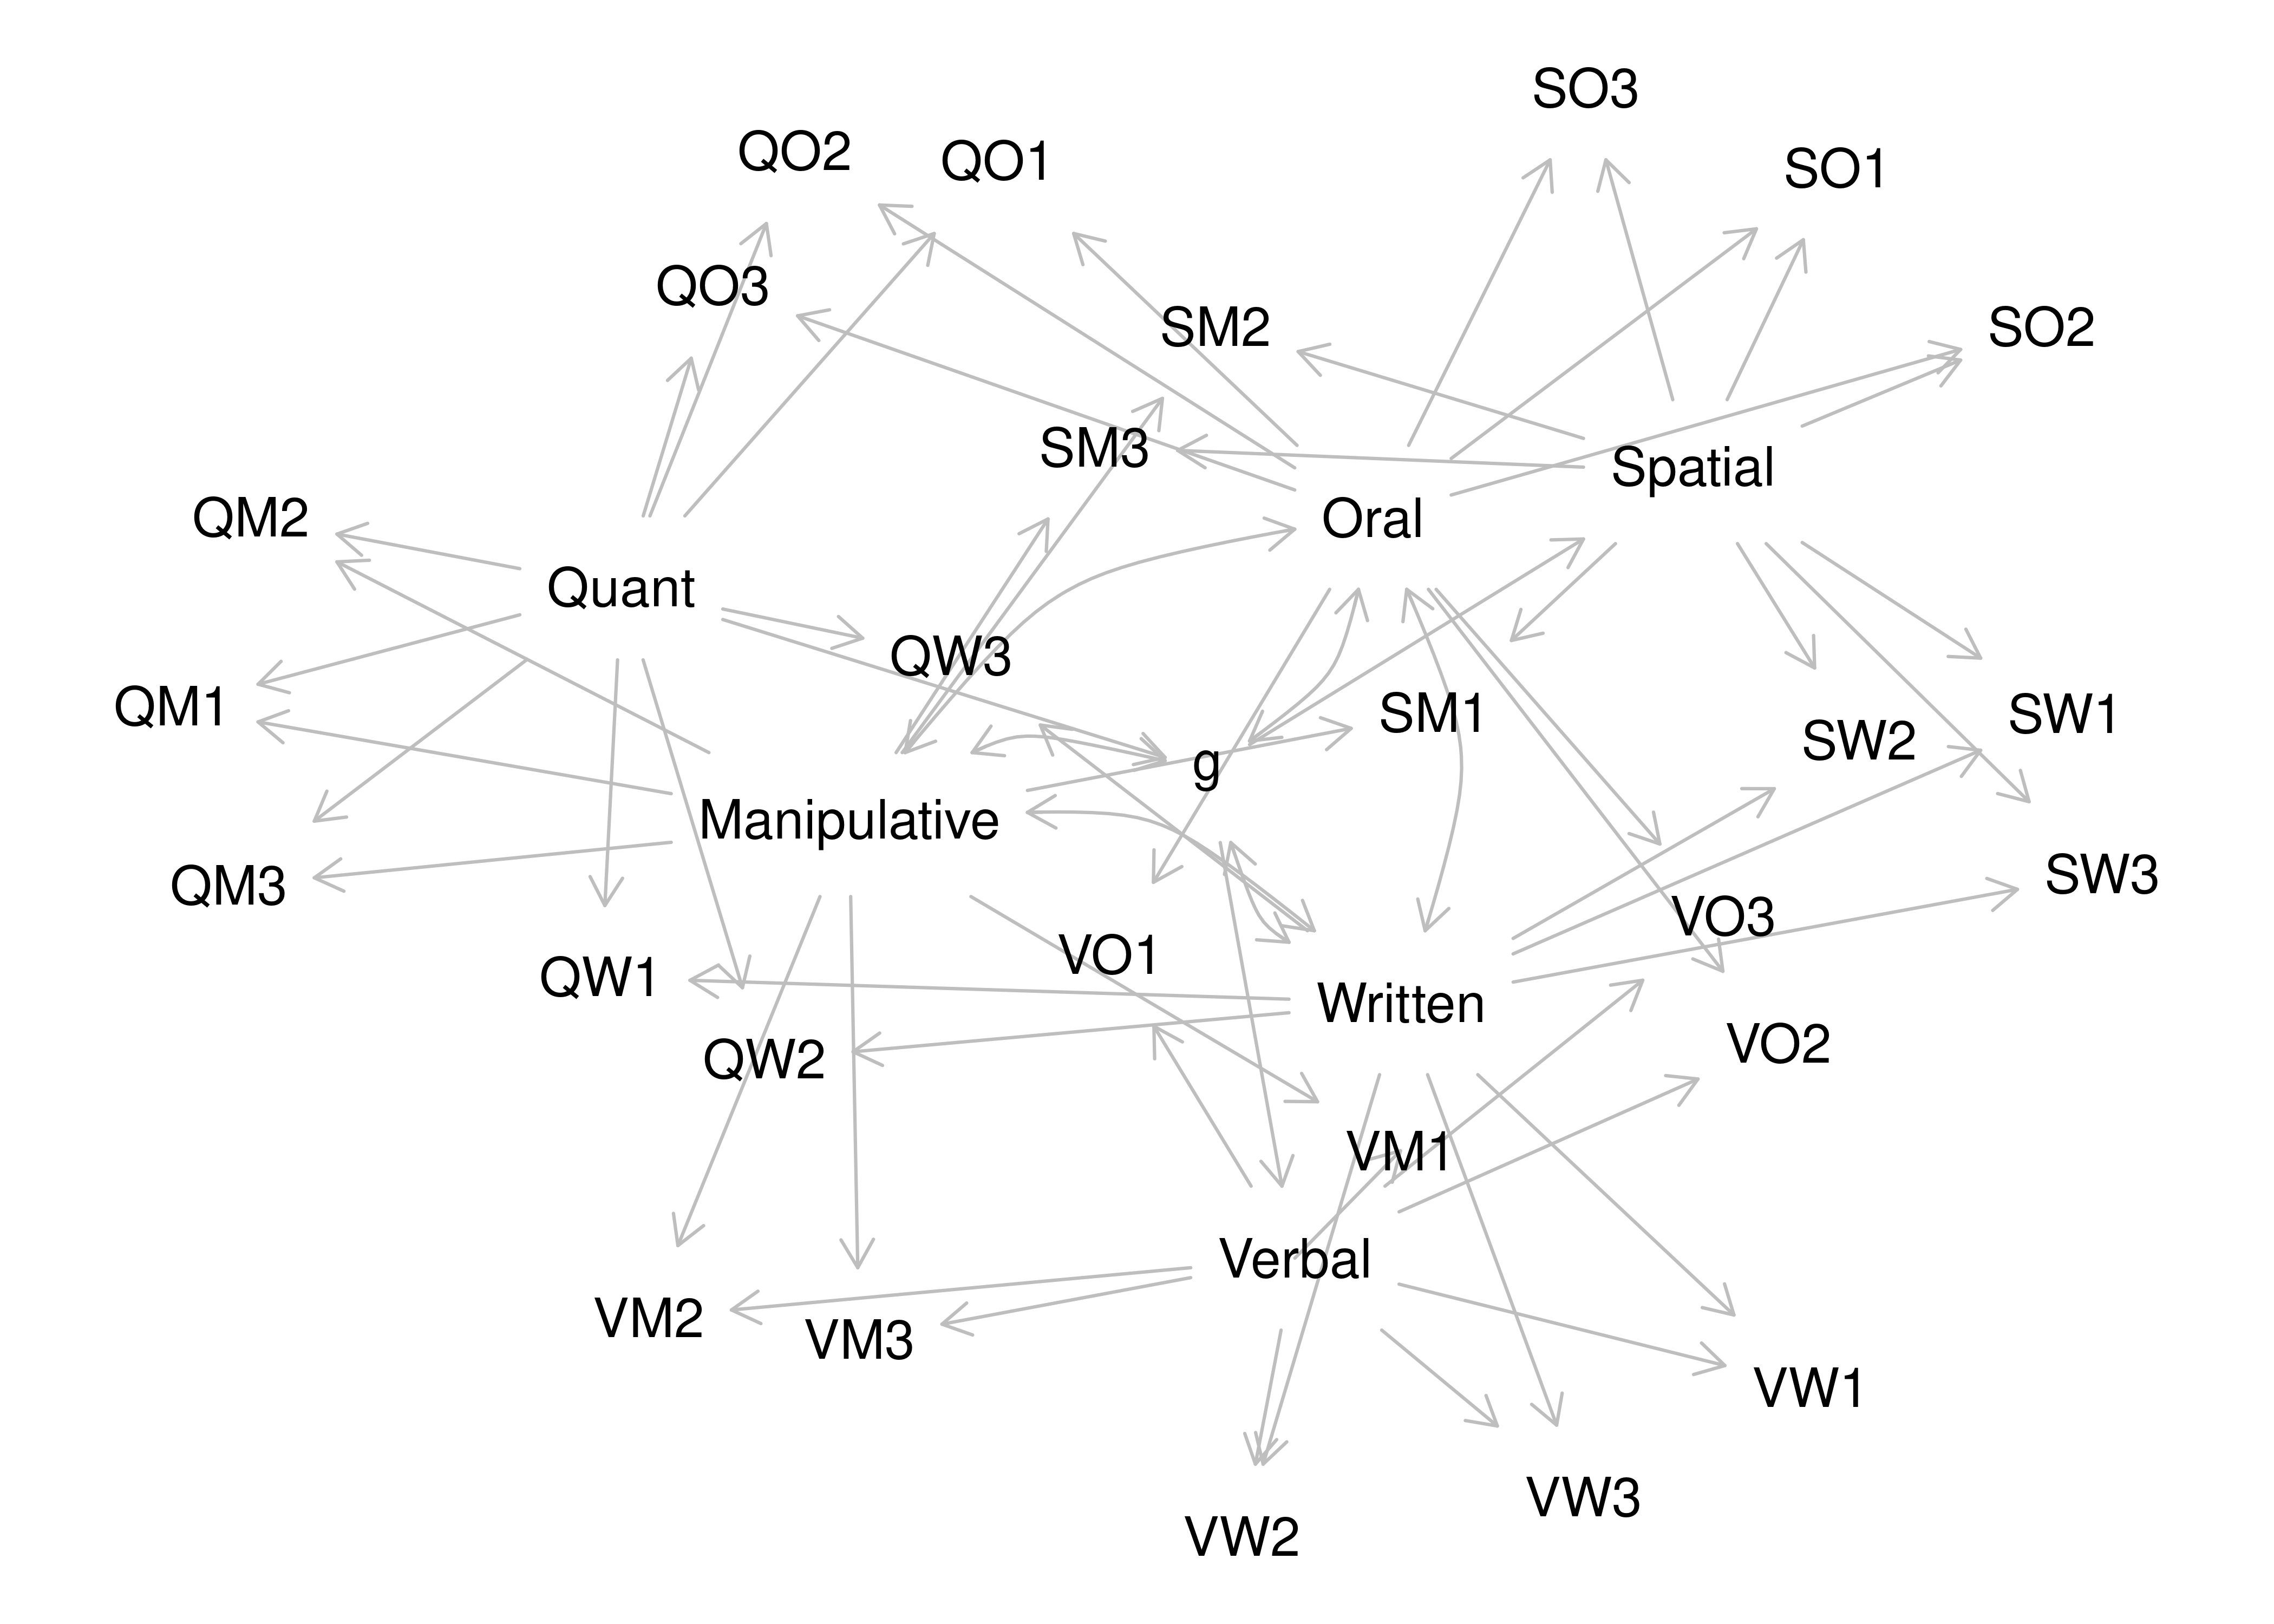 SO3
QO2
QO1
SO1
QO3
SM2
SO2
SM3
Spatial
QM2
Oral
Quant
QW3
QM1
SM1
SW1
SW2
g
Manipulative
SW3
QM3
VO3
VO1
QW1
Written
VO2
QW2
VM1
Verbal
VM2
VM3
VW1
VW3
VW2